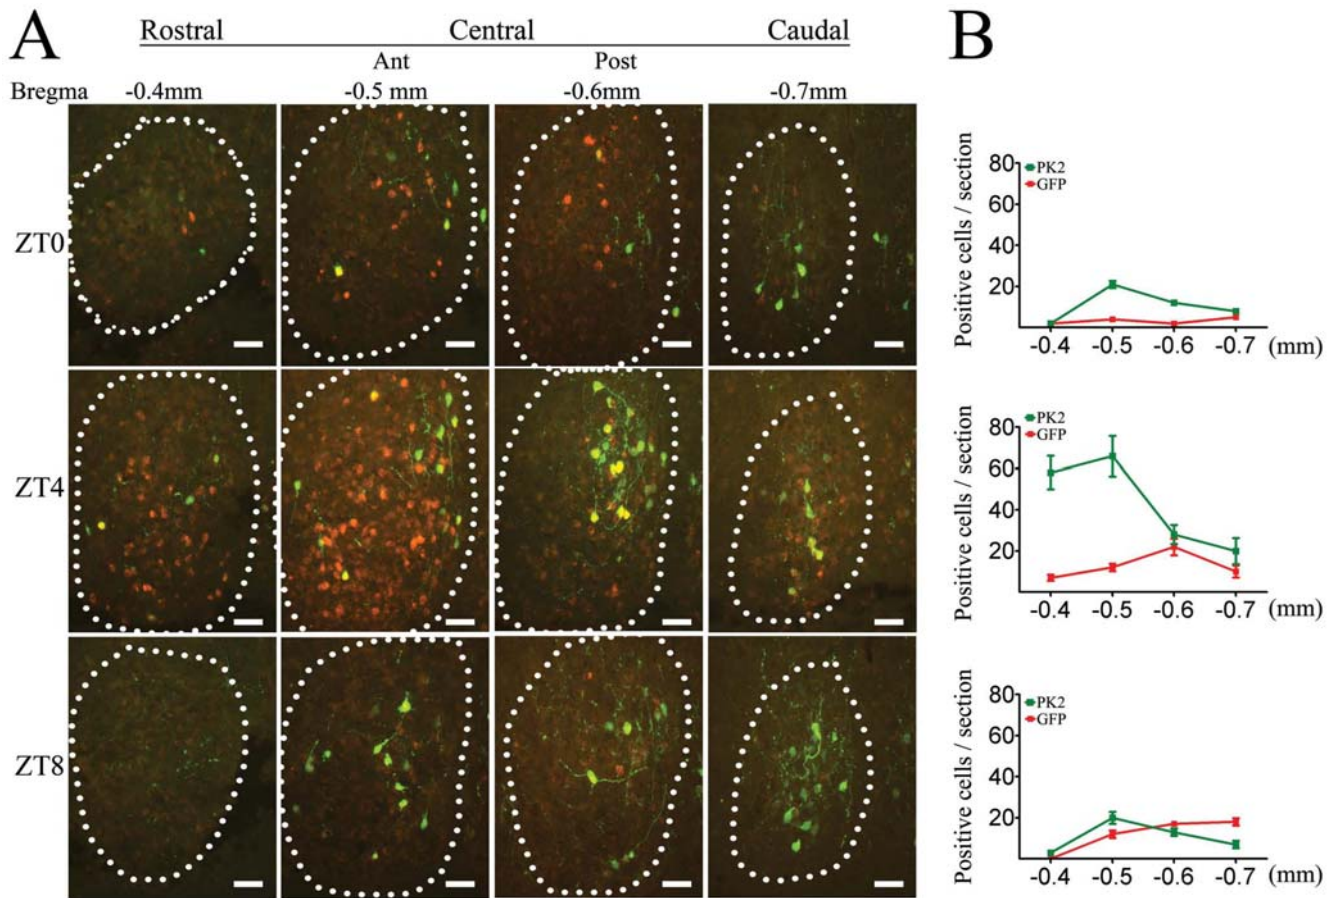 A
Rostral Central Caudal
Ant Post
Bregma -0.4mm -0.5 mm -0.6mm -0.7mm
ZT0
ZT4
ZT8
B
Positive cells / section
80
60
40
20
PK2
GFP
-0.4 -0.5 -0.6 -0.7 (mm)
Positive cells / section
80
60
40
20
PK2
GFP
-0.4 -0.5 -0.6 -0.7 (mm)
Positive cells / section
80
60
40
20
PK2
GFP
-0.4 -0.5 -0.6 -0.7 (mm)